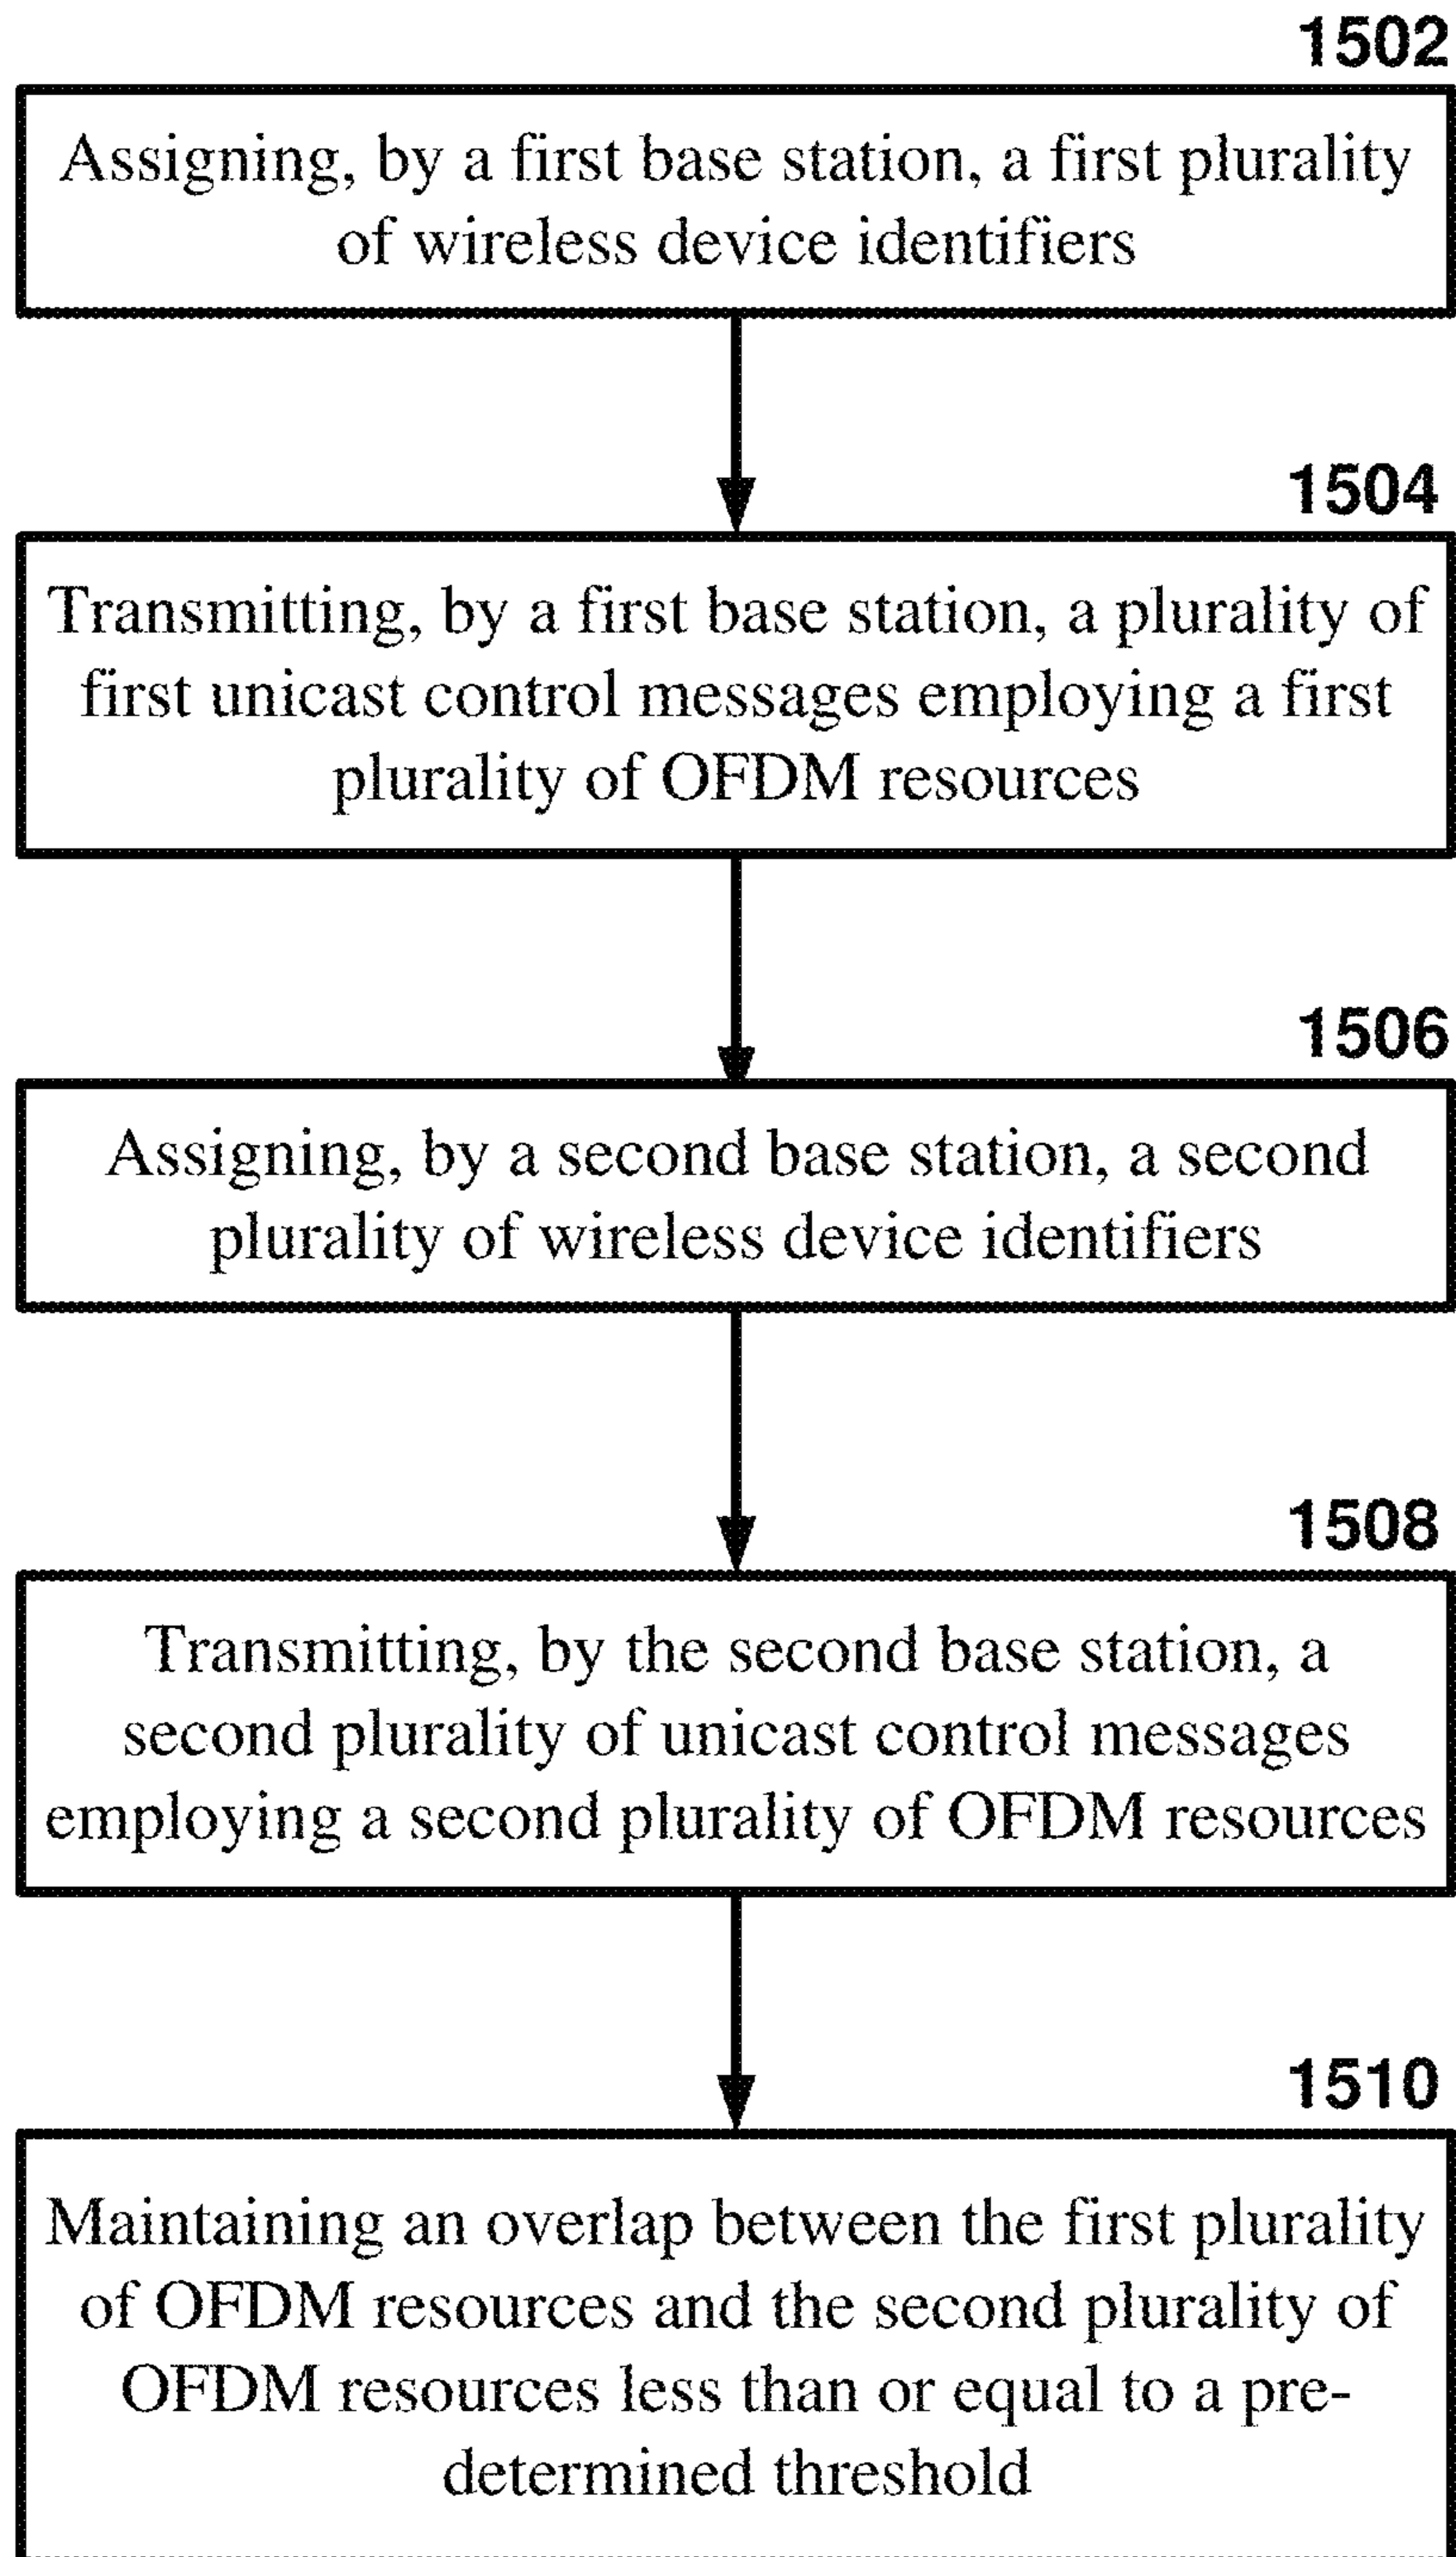 1502
Assigning, by a first base station, a first plurality
of wireless device identifiers
1504
Transmitting, by a first base station, a plurality of
first unicast control messages employing a first
plurality of OFDM resources
1506
Assigning, by a second base station, a second
plurality of wireless device identifiers
1508
Transmitting, by the second base station, a
second plurality of unicast control messages
employing a second plurality of OFDM resources
1510
Maintaining an overlap between the first plurality
of OFDM resources and the second plurality of
OFDM resources less than or equal to a pre-
determined threshold